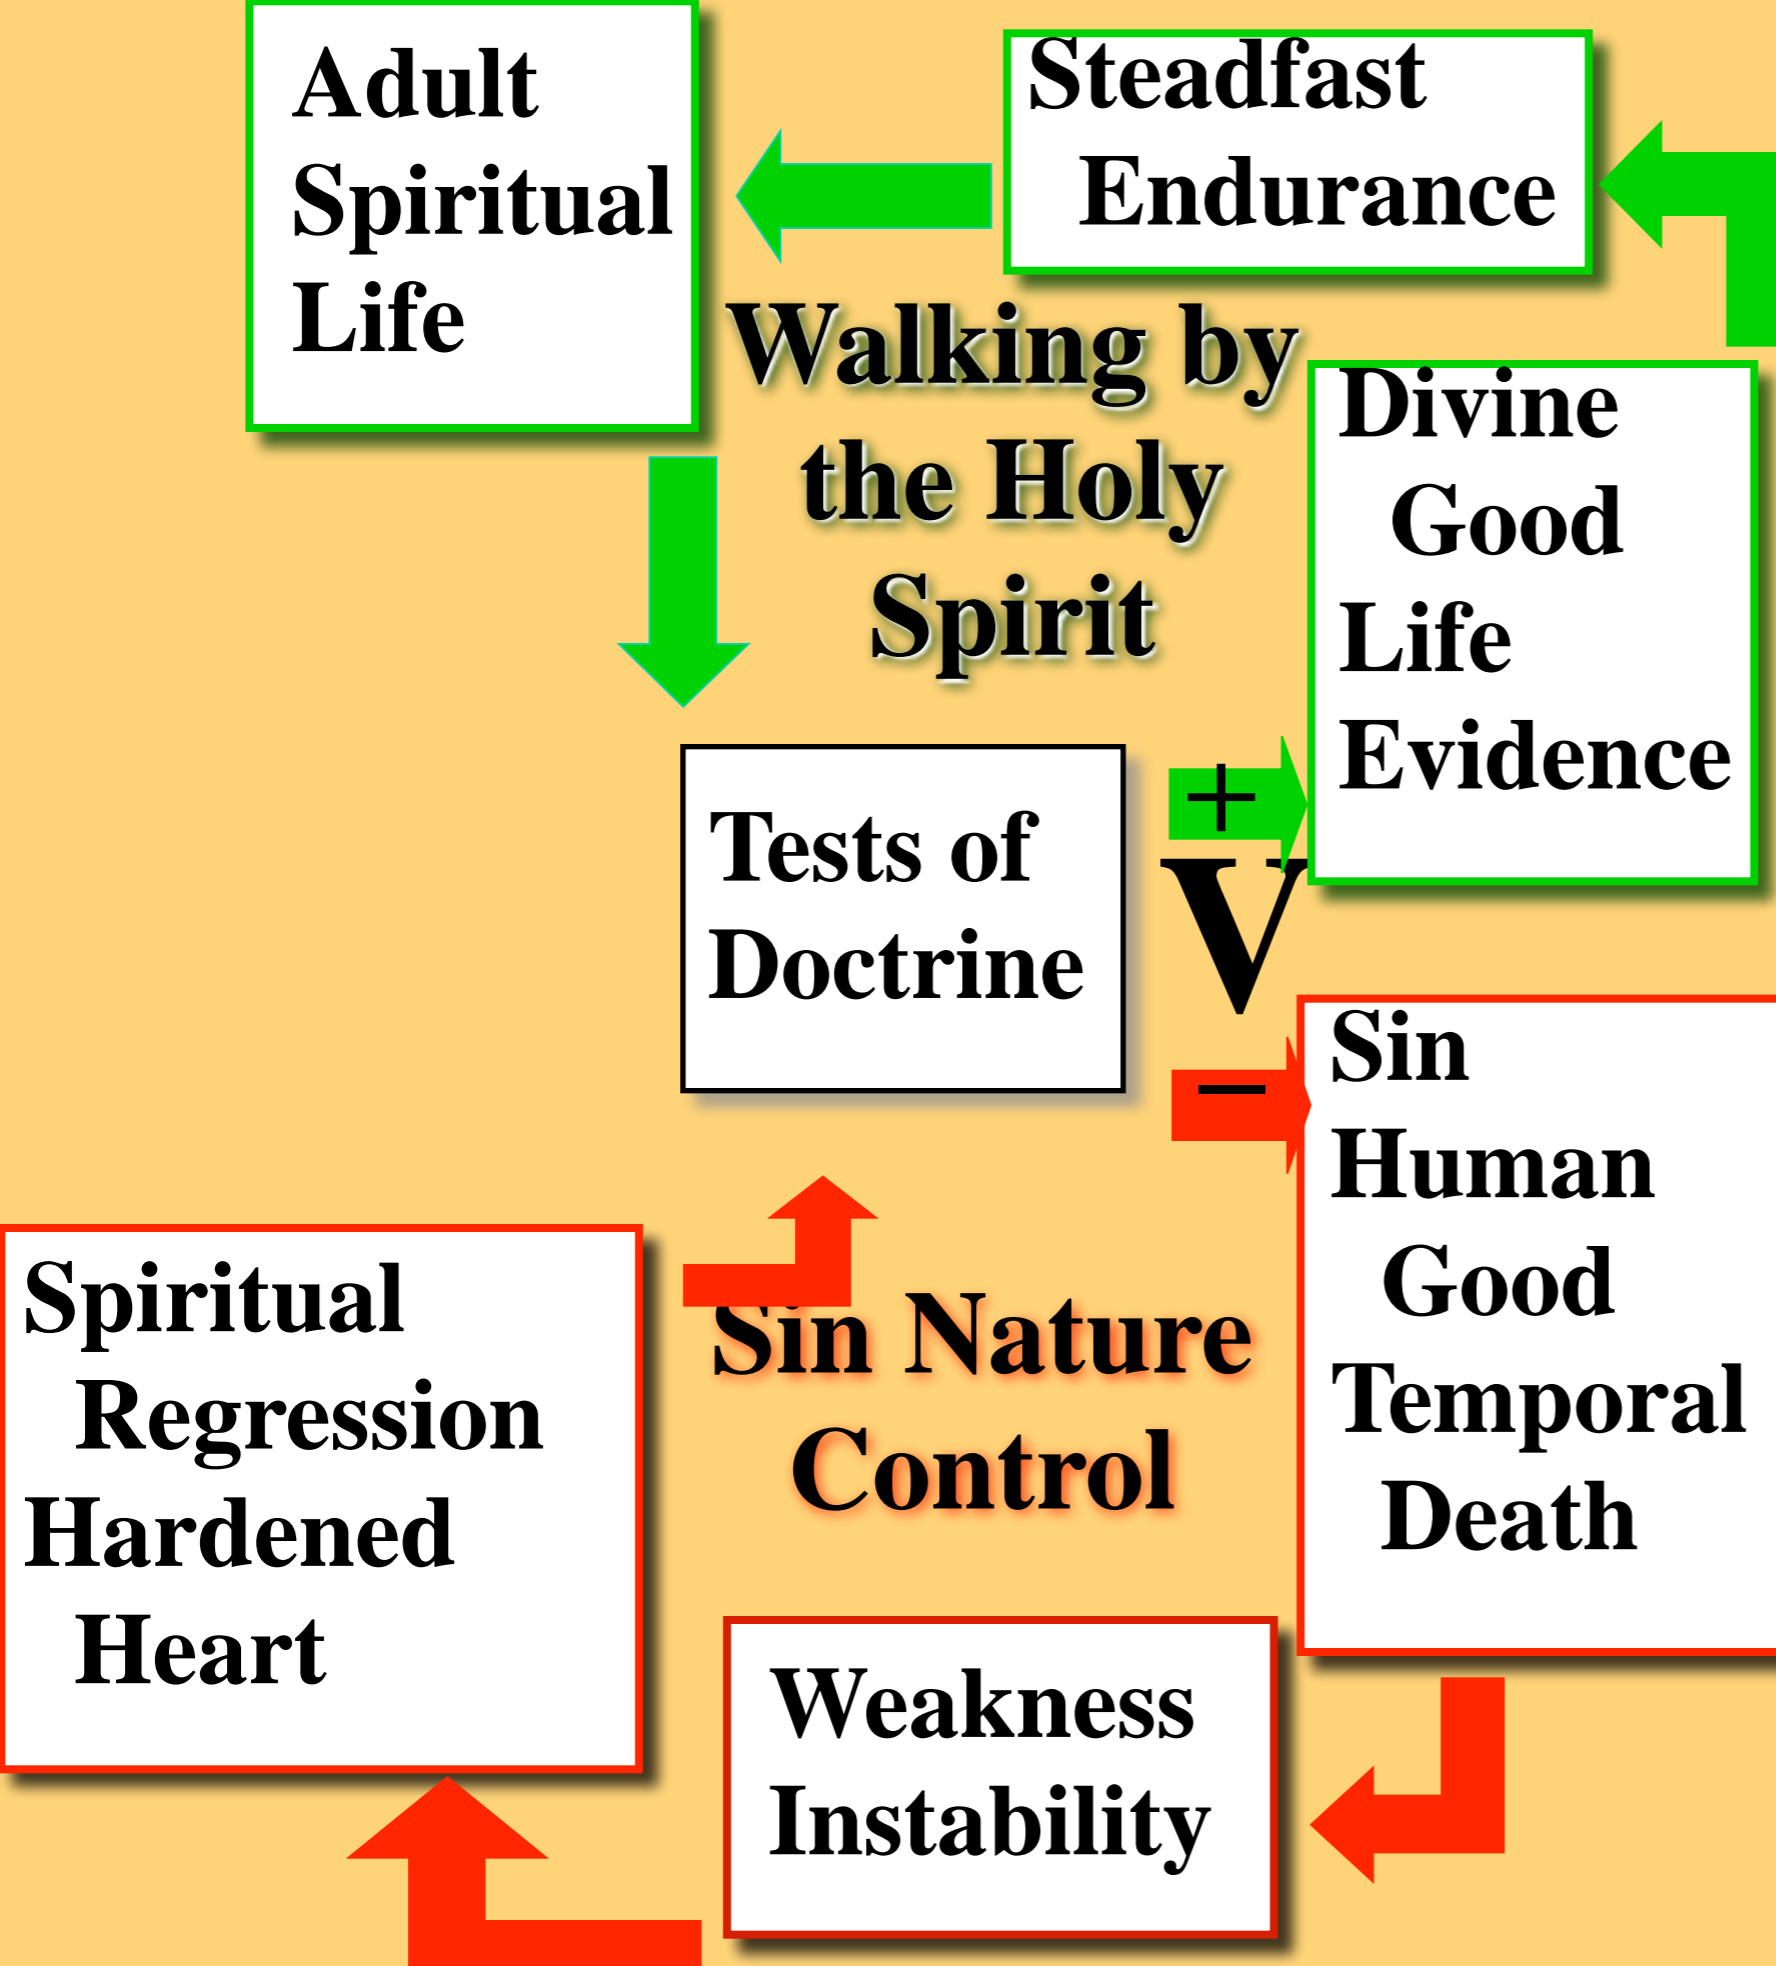 Adult
Spiritual
Life
Steadfast
Endurance
Walking by
the Holy
Spirit
Divine
Good
Life
Evidence
Tests of
Doctrine
+
V
–
Sin
Human
Good
Temporal
Death
Spiritual
Regression
Hardened
Heart
Sin Nature
Control
Weakness
Instability